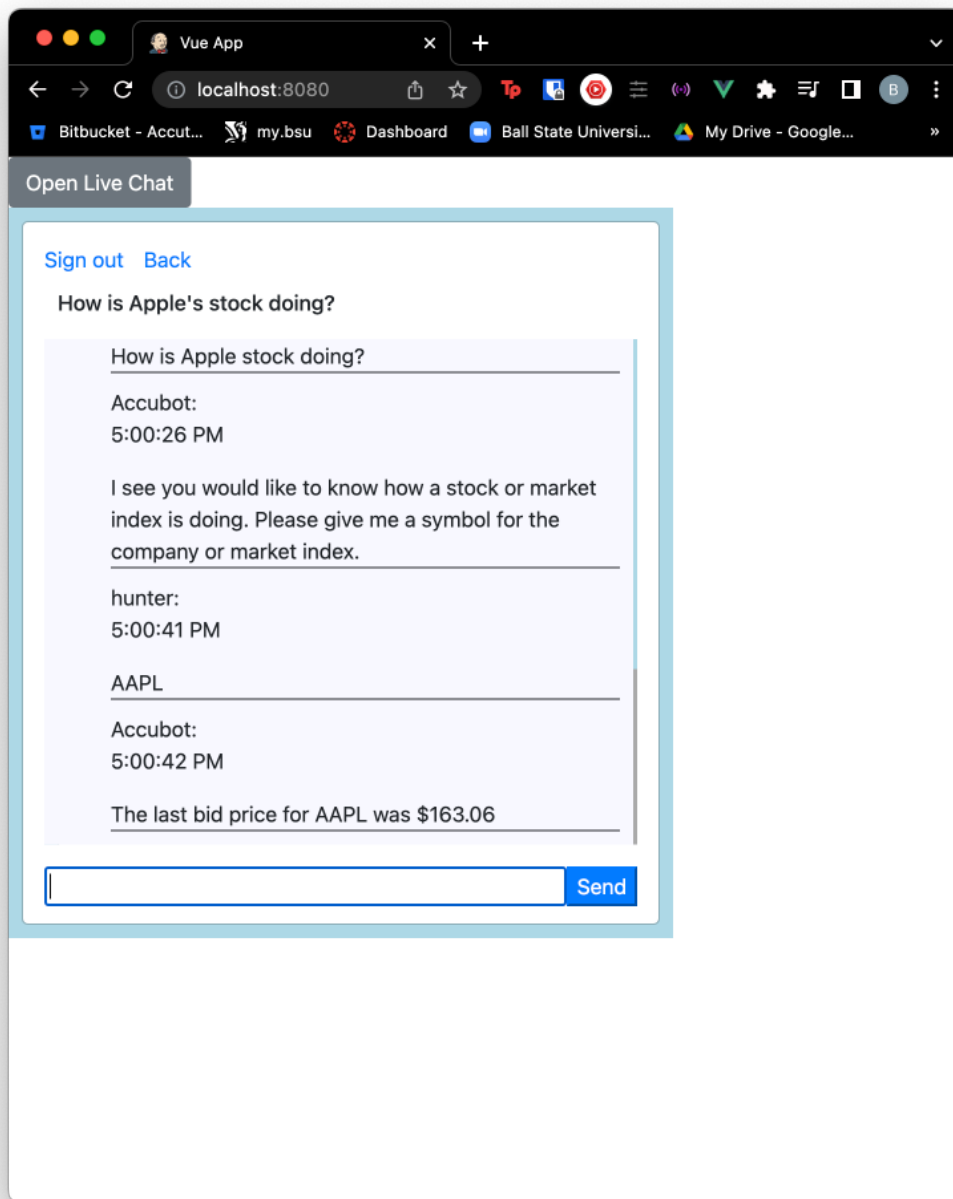 Vue App
localhost:8080
Tp
B
Bitbucket - Accut...
my.bsu
Dashboard
Ball State Universi...
My Drive - Google...
»
Open Live Chat
Sign out Back
How is Apple's stock doing?
How is Apple stock doing?
Accubot:
5:00:26 PM
I see you would like to know how a stock or market
index is doing. Please give me a symbol for the
company or market index.
hunter:
5:00:41 PM
AAPL
Accubot:
5:00:42 PM
The last bid price for AAPL was $163.06
Send